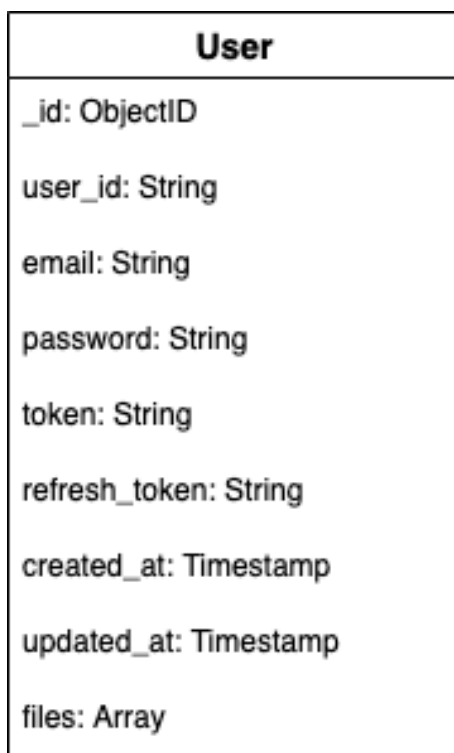 User
_id: ObjectID
user_id: String
email: String
password: String
token: String
refresh_token: String
created_at: Timestamp
updated_at: Timestamp
files: Array